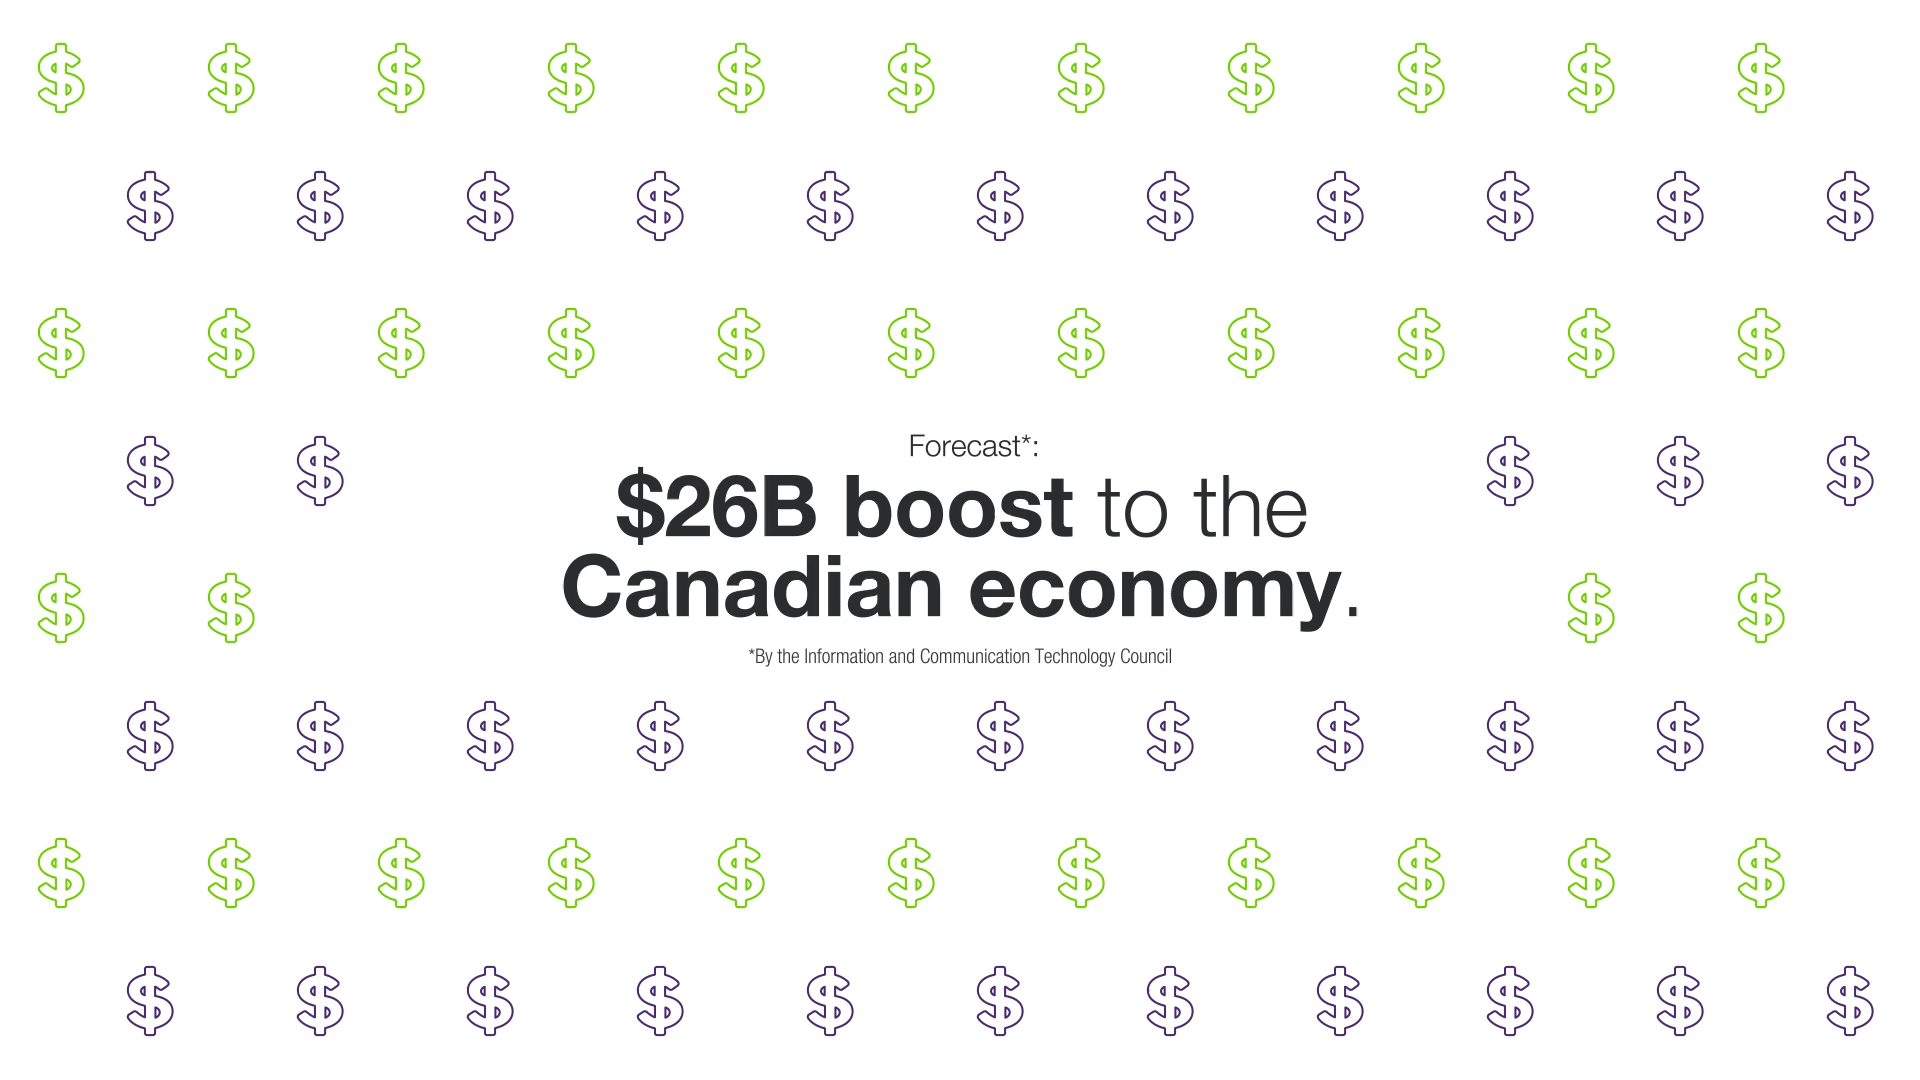 Forecast*:
$26B boost to the
Canadian economy.
*By the Information and Communication Technology Council